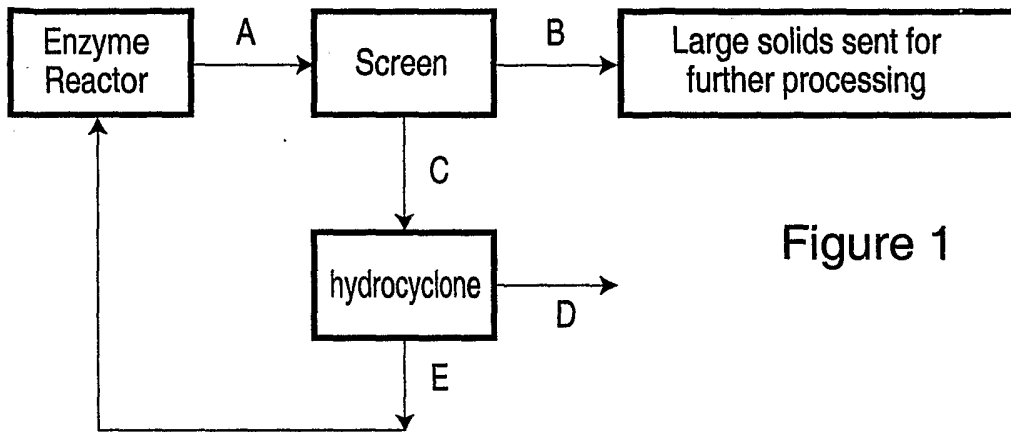 Enzyme
Reactor
A
Screen
B
Large solids sent for
further processing
C
Figure 1
hydrocyclone
D
E